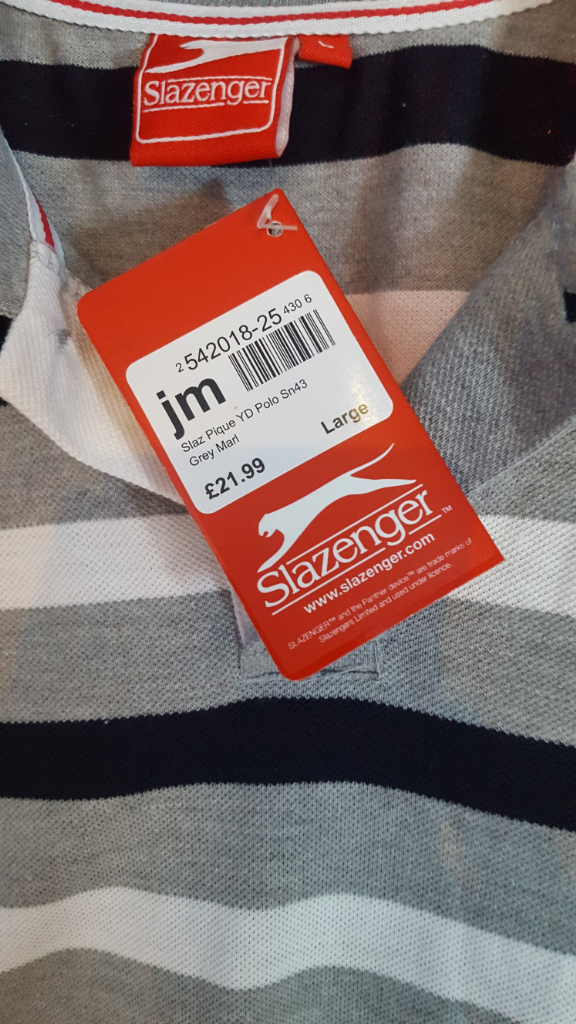 Slazenger
L
2 542018-25 430 6
jm
Slaz Pique YD Polo Sn43
Grey Marl
Large
£21.99
Slazenger™
www.slazenger.com
SLAZENGER™ and the Panther device™ are trade marks of
Slazengers Limited and used under licence.